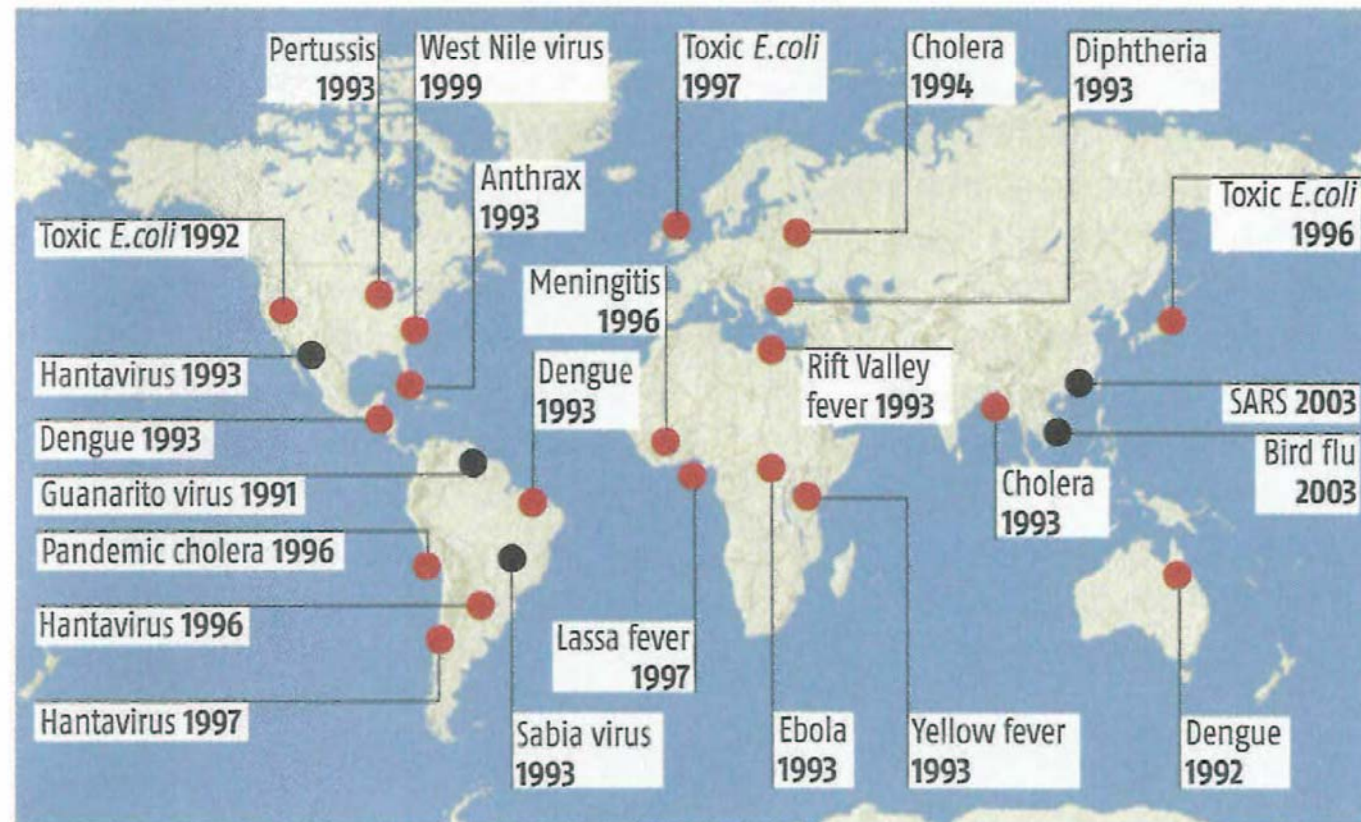 Pertussis
1993
West Nile virus
1999
Toxic E.coli
1997
Cholera
1994
Diphtheria
1993
Anthrax
1993
Toxic E.coli
1996
Toxic E.coli 1992
Meningitis
1996
Hantavirus 1993
Dengue
1993
Rift Valley
fever 1993
SARS 2003
Dengue 1993
Bird flu
2003
Guanarito virus 1991
Cholera
1993
Pandemic cholera 1996
Hantavirus 1996
Lassa fever
1997
Hantavirus 1997
Sabia virus
1993
Ebola
1993
Yellow fever
1993
Dengue
1992